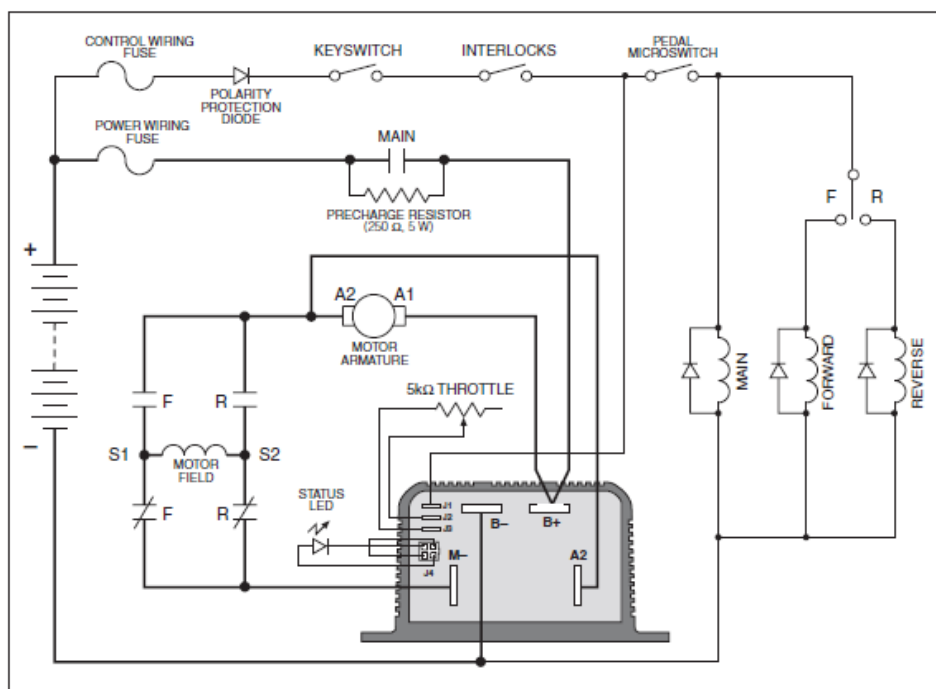 CONTROL WIRING
FUSE
KEYSWITCH
INTERLOCKS
PEDAL
MICROSWITCH
POLARITY
PROTECTION
DIODE
POWER WIRING
FUSE
MAIN
PRECHARGE RESISTOR
(250 Ω, 5 W)
F R
+
A2 A1
MOTOR
ARMATURE
MAIN
FORWARD
REVERSE
5kΩ THROTTLE
F R
–
S1 MOTOR S2
FIELD
STATUS
LED
F R
J1
J2
J3
B– B+
M– A2
J4